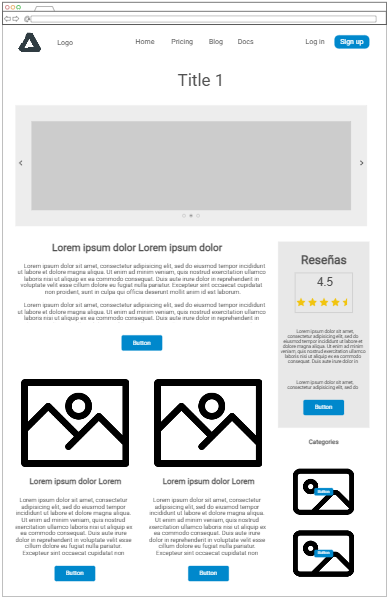 Logo
Home Pricing Blog Docs
Log in Sign up
Title 1
Lorem ipsum dolor Lorem ipsum dolor
Lorem ipsum dolor sit amet, consectetur adipisicing elit, sed do eiusmod tempor incididunt
ut labore et dolore magna aliqua. Ut enim ad minim veniam, quis nostrud exercitation ullamco
laboris nisi ut aliquip ex ea commodo consequat. Duis aute irure dolor in reprehenderit in
voluptate velit esse cillum dolore eu fugiat nulla pariatur. Excepteur sint occaecat cupidatat
non proident, sunt in culpa qui officia deserunt mollit anim id est laborum.
Lorem ipsum dolor sit amet, consectetur adipisicing elit, sed do eiusmod tempor incididunt
ut labore et dolore magna aliqua. Ut enim ad minim veniam, quis nostrud exercitation ullamco
laboris nisi ut aliquip ex ea commodo consequat. Duis aute irure dolor in
Button
Reseñas
4.5
Lorem ipsum dolor sit amet,
consectetur adipisicing elit, sed do
eiusmod tempor incididunt ut labore et
dolore magna aliqua. Ut enim ad minim
veniam, quis nostrud exercitation ullamco
laboris nisi ut aliquip ex ea commodo
consequat. Duis aute irure dolor in
Lorem ipsum dolor sit amet,
consectetur adipisicing elit, sed do
Button
Categories
Button
Button
Lorem ipsum dolor Lorem
Lorem ipsum dolor sit amet, consectetur
adipisicing elit, sed do eiusmod tempor
incididunt ut labore et dolore magna aliqua.
Ut enim ad minim veniam, quis nostrud
exercitation ullamco laboris nisi ut aliquip ex
ea commodo consequat. Duis aute irure dolor
in reprehenderit in voluptate velit esse
cillum dolore eu fugiat nulla pariatur.
Excepteur sint occaecat cupidatat non
Button
Lorem ipsum dolor Lorem
Lorem ipsum dolor sit amet, consectetur
adipisicing elit, sed do eiusmod tempor
incididunt ut labore et dolore magna aliqua.
Ut enim ad minim veniam, quis nostrud
exercitation ullamco laboris nisi ut aliquip ex
ea commodo consequat. Duis aute irure dolor
in reprehenderit in voluptate velit esse
cillum dolore eu fugiat nulla pariatur.
Excepteur sint occaecat cupidatat non
Button